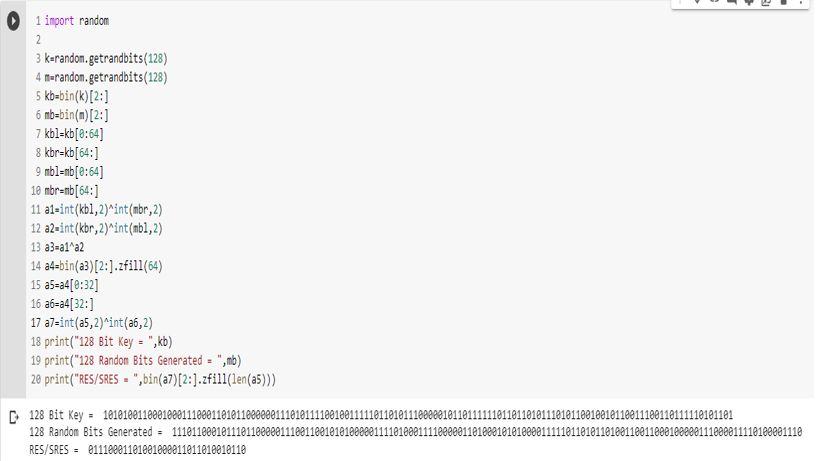 1 import random
2
3 k=random.getrandbits(128)
4 m=random.getrandbits(128)
5 kb=bin(k)[2:]
6 mb=bin(m)[2:]
7 kbl=kb[0:64]
8 kbr=kb[64:]
9 mbl=mb[0:64]
10 mbr=mb[64:]
11 a1=int(kbl,2)^int(mbr,2)
12 a2=int(kbr,2)^int(mbl,2)
13 a3=a1^a2
14 a4=bin(a3)[2:].zfill(64)
15 a5=a4[0:32]
16 a6=a4[32:]
17 a7=int(a5,2)^int(a6,2)
18 print("128 Bit Key = ",kb)
19 print("128 Random Bits Generated = ",mb)
20 print("RES/SRES = ",bin(a7)[2:].zfill(len(a5)))
128 Bit Key =
128 Random Bits Generated =
RES/SRES = 01110001101001000011011010010110